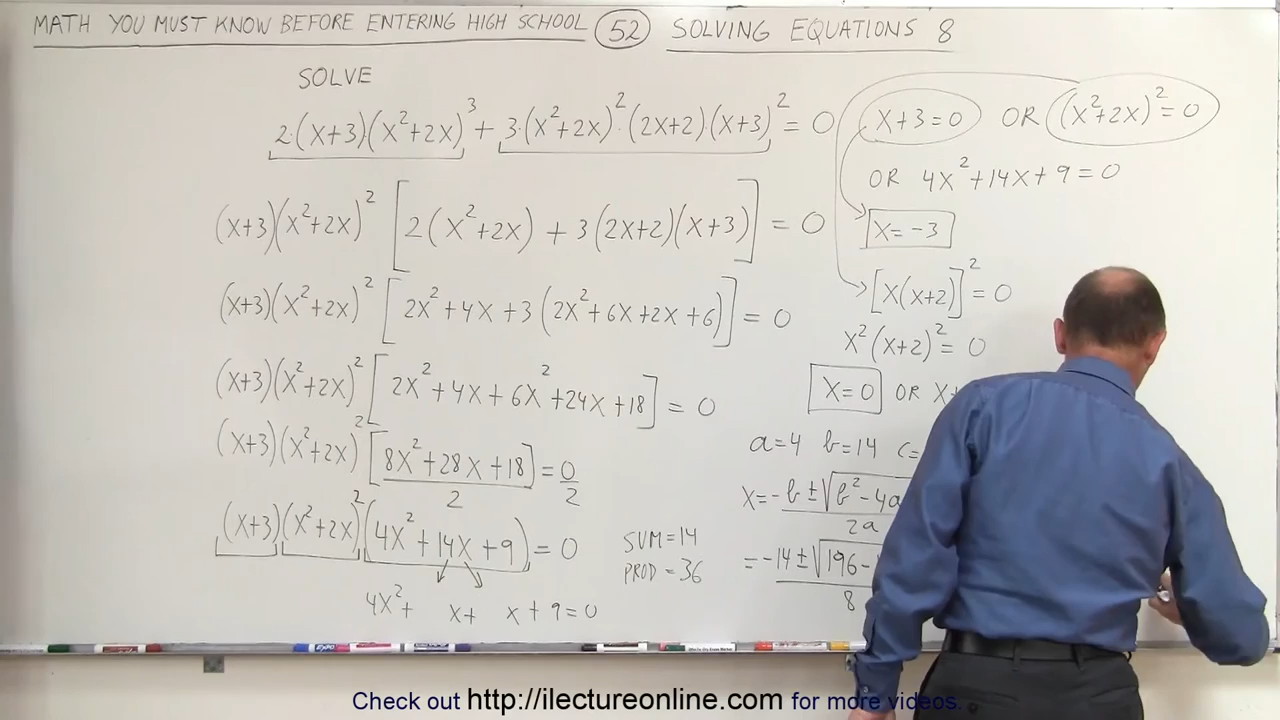 MATH YOU MUST KNOW BEFORE ENTERING HIGH SCHOOL 52 SOLVING EQUATIONS 8
SOLVE
2·(X+3)(X²+2X)³ + 3·(X²+2X)²·(2X+2)·(X+3)² = 0
(X+3)(X²+2X)² [2(X²+2X) + 3(2X+2)(X+3)] = 0
(X+3)(X²+2X)² [2X²+4X+3(2X²+6X+2X+6)] = 0
(X+3)(X²+2X)² [2X²+4X+6X²+24X+18] = 0
(X+3)(X²+2X)² [8X²+28X+18]/2 = 0/2
(X+3)(X²+2X)²(4X²+14X+9) = 0
4X²+ X+ X+9=0
SUM=14
PROD=36
X+3=0 OR (X²+2X)²=0
OR 4X²+14X+9=0
X=-3
[X(X+2)]²=0
X²(X+2)²=0
X=0 OR X+
a=4 b=14 c=
X=-b±√b²-4a
2a
=-14±√196-
8
Check out http://ilectureonline.com for more videos.